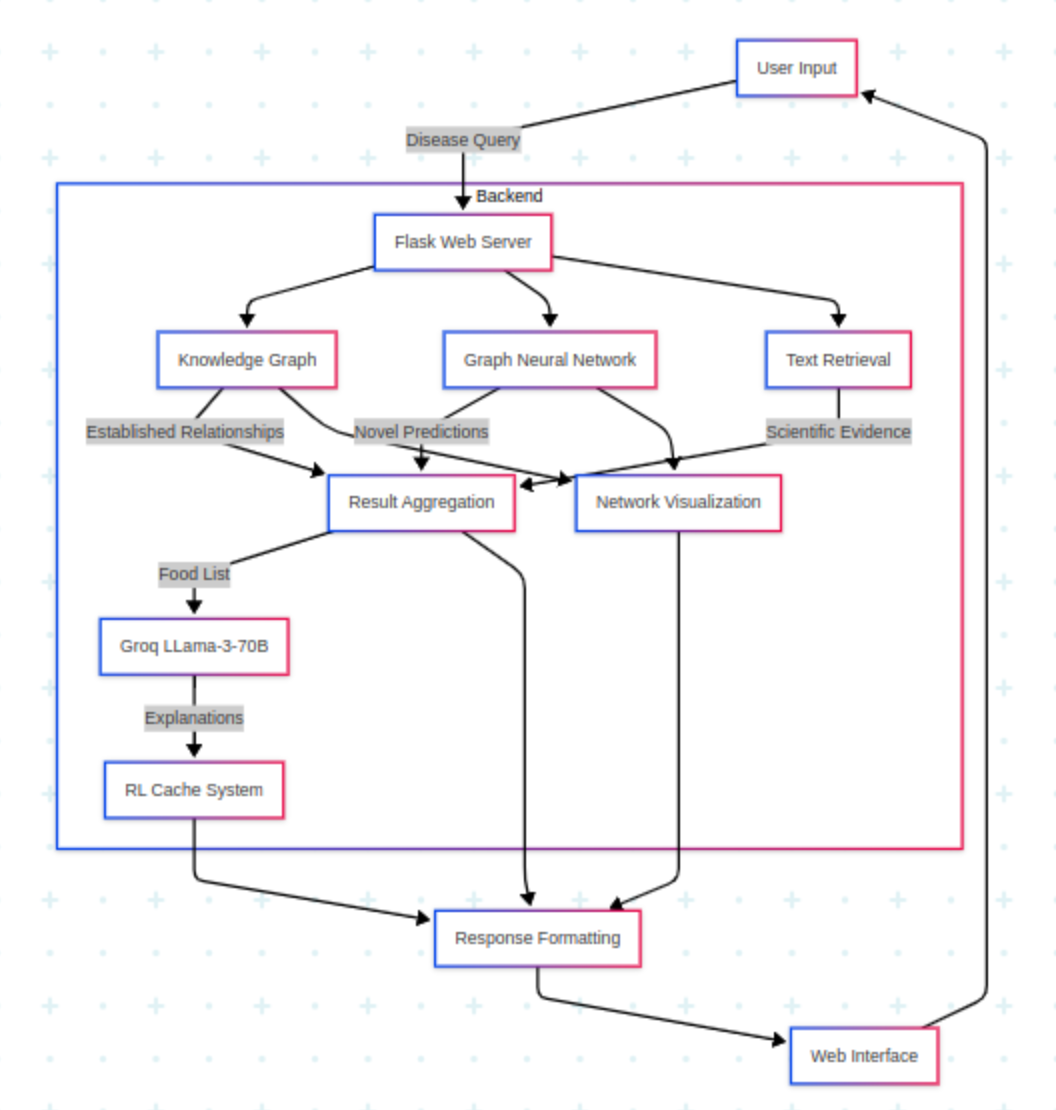 User Input
Disease Query
Backend
Flask Web Server
Knowledge Graph
Graph Neural Network
Text Retrieval
Established Relationships
Novel Predictions
Scientific Evidence
Result Aggregation
Network Visualization
Food List
Groq LLama-3-70B
Explanations
RL Cache System
Response Formatting
Web Interface